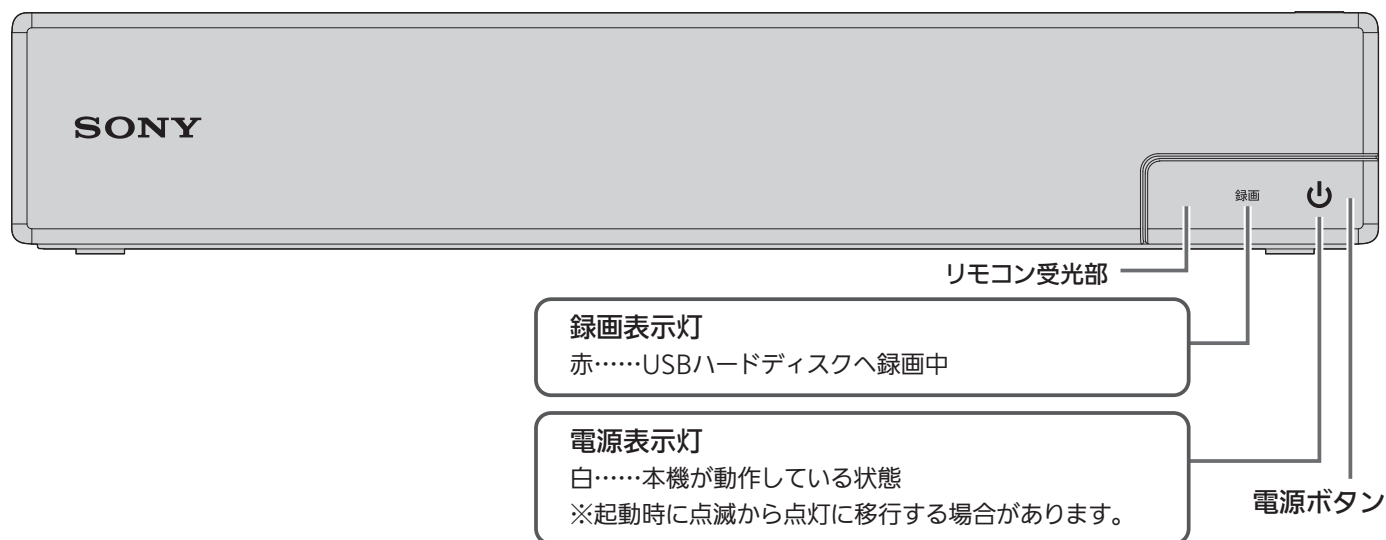 SONY
録画
リモコン受光部
録画表示灯
赤……USBハードディスクへ録画中
電源表示灯
白……本機が動作している状態
※起動時に点滅から点灯に移行する場合があります。
電源ボタン